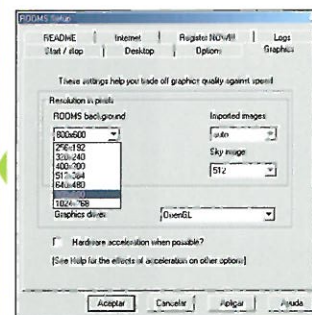 ROOMS Setup
README Internet Register NOW!!! Logs
Start / stop Desktop Options Graphics
These settings help you trade off graphics quality against speed
Resolution in pixels
ROOMS background
800x600
256x192
320x240
400x300
512x384
640x480
800x600
1024x768
Imported images
auto
Sky image
512
Graphics driver OpenGL
Hardware acceleration when possible?
(See Help for the effects of acceleration on other options)
Aceptar Cancelar Aplicar Ayuda